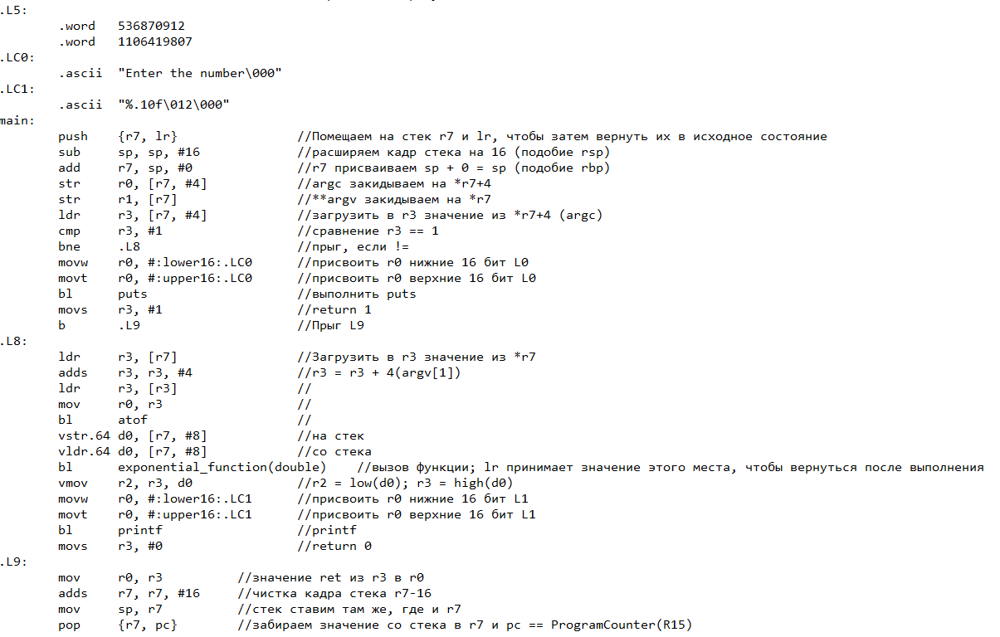 .L5:
.word 536870912
.word 1106419807
.LC0:
.ascii "Enter the number\000"
.LC1:
.ascii "%.10f\012\000"
main:
push {r7, lr} //Помещаем на стек r7 и lr, чтобы затем вернуть их в исходное состояние
sub sp, sp, #16 //расширяем кадр стека на 16 (подобие rsp)
add r7, sp, #0 //r7 присваиваем sp + 0 = sp (подобие rbp)
str r0, [r7, #4] //argc закидываем на *r7+4
str r1, [r7] //**argv закидываем на *r7
ldr r3, [r7, #4] //загрузить в r3 значение из *r7+4 (argc)
cmp r3, #1 //сравнение r3 == 1
bne .L8 //прыг, если !=
movw r0, #:lower16:.LC0 //присвоить r0 нижние 16 бит L0
movt r0, #:upper16:.LC0 //присвоить r0 верхние 16 бит L0
bl puts //выполнить puts
movs r3, #1 //return 1
b .L9 //Прыг L9
.L8:
ldr r3, [r7] //Загрузить в r3 значение из *r7
adds r3, r3, #4 //r3 = r3 + 4(argv[1])
ldr r3, [r3] //
mov r0, r3 //
bl atof //
vstr.64 d0, [r7, #8] //на стек
vldr.64 d0, [r7, #8] //со стека
bl exponential_function(double) //вызов функции; lr принимает значение этого места, чтобы вернуться после выполнения
vmov r2, r3, d0 //r2 = low(d0); r3 = high(d0)
movw r0, #:lower16:.LC1 //присвоить r0 нижние 16 бит L1
movt r0, #:upper16:.LC1 //присвоить r0 верхние 16 бит L1
bl printf //printf
movs r3, #0 //return 0
.L9:
mov r0, r3 //значение ret из r3 в r0
adds r7, r7, #16 //чистка кадра стека r7-16
mov sp, r7 //стек ставим там же, где и r7
pop {r7, pc} //забираем значение со стека в r7 и pc == ProgramCounter(R15)